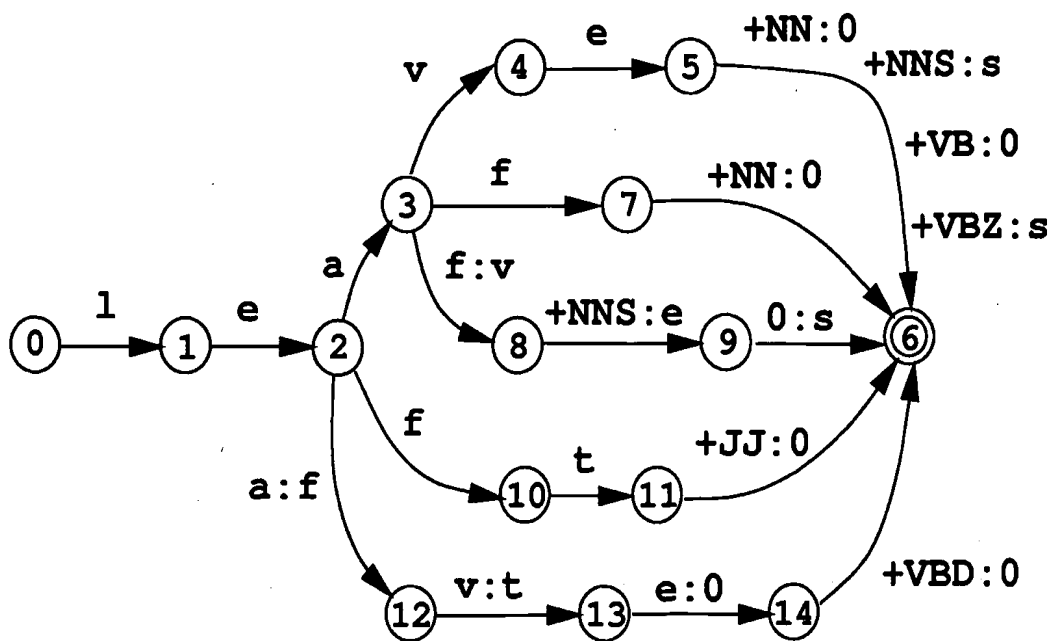 +NN:0
e
4
5
+NNS:s
v
+VB:0
+NN:0
f
3
7
+VBZ:s
a
f:v
l
e
+NNS:e
0:s
0
1
2
8
9
6
f
+JJ:0
t
a:f
10
11
+VBD:0
v:t
e:0
12
13
14